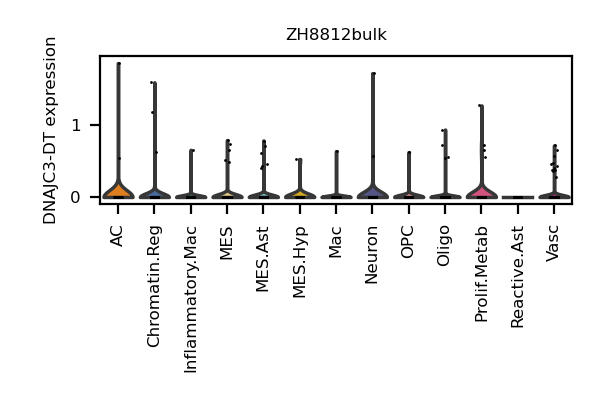 ZH8812bulk
DNAJC3-DT expression
1
0
AC
Chromatin.Reg
Inflammatory.Mac
MES
MES.Ast
MES.Hyp
Mac
Neuron
OPC
Oligo
Prolif.Metab
Reactive.Ast
Vasc